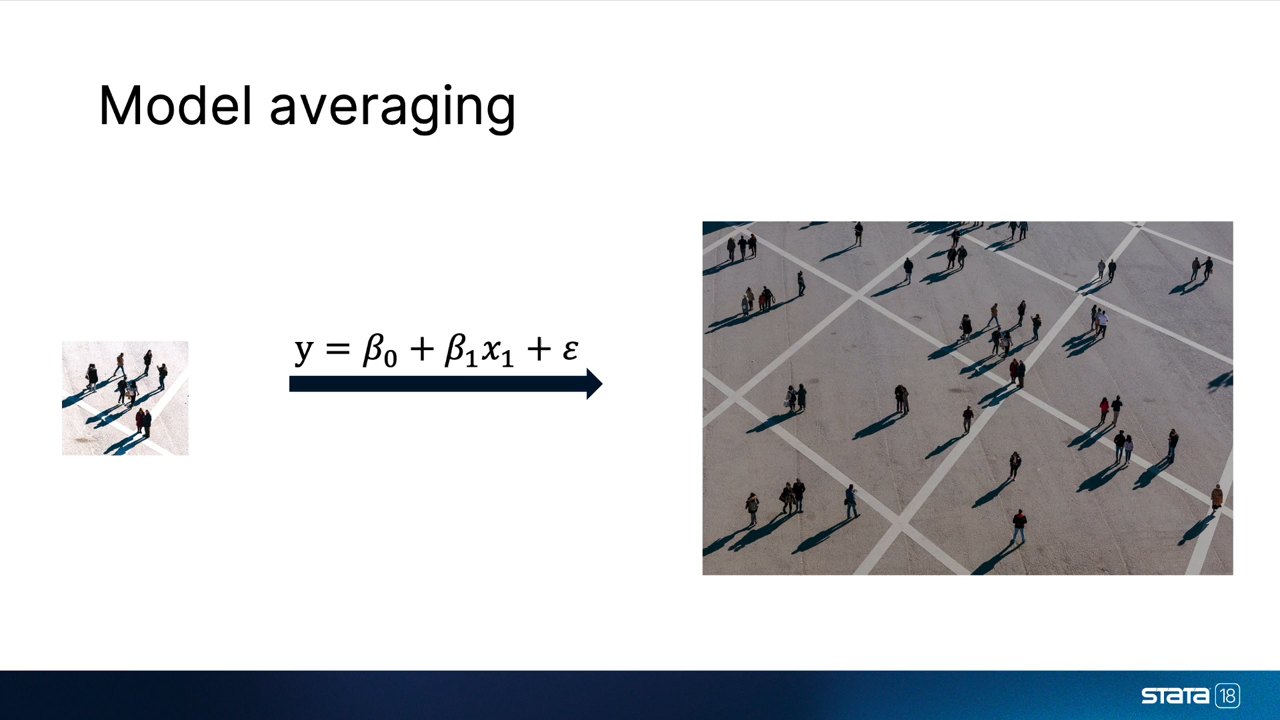 Model averaging
y = β₀ + β₁x₁ + ε
stata 18